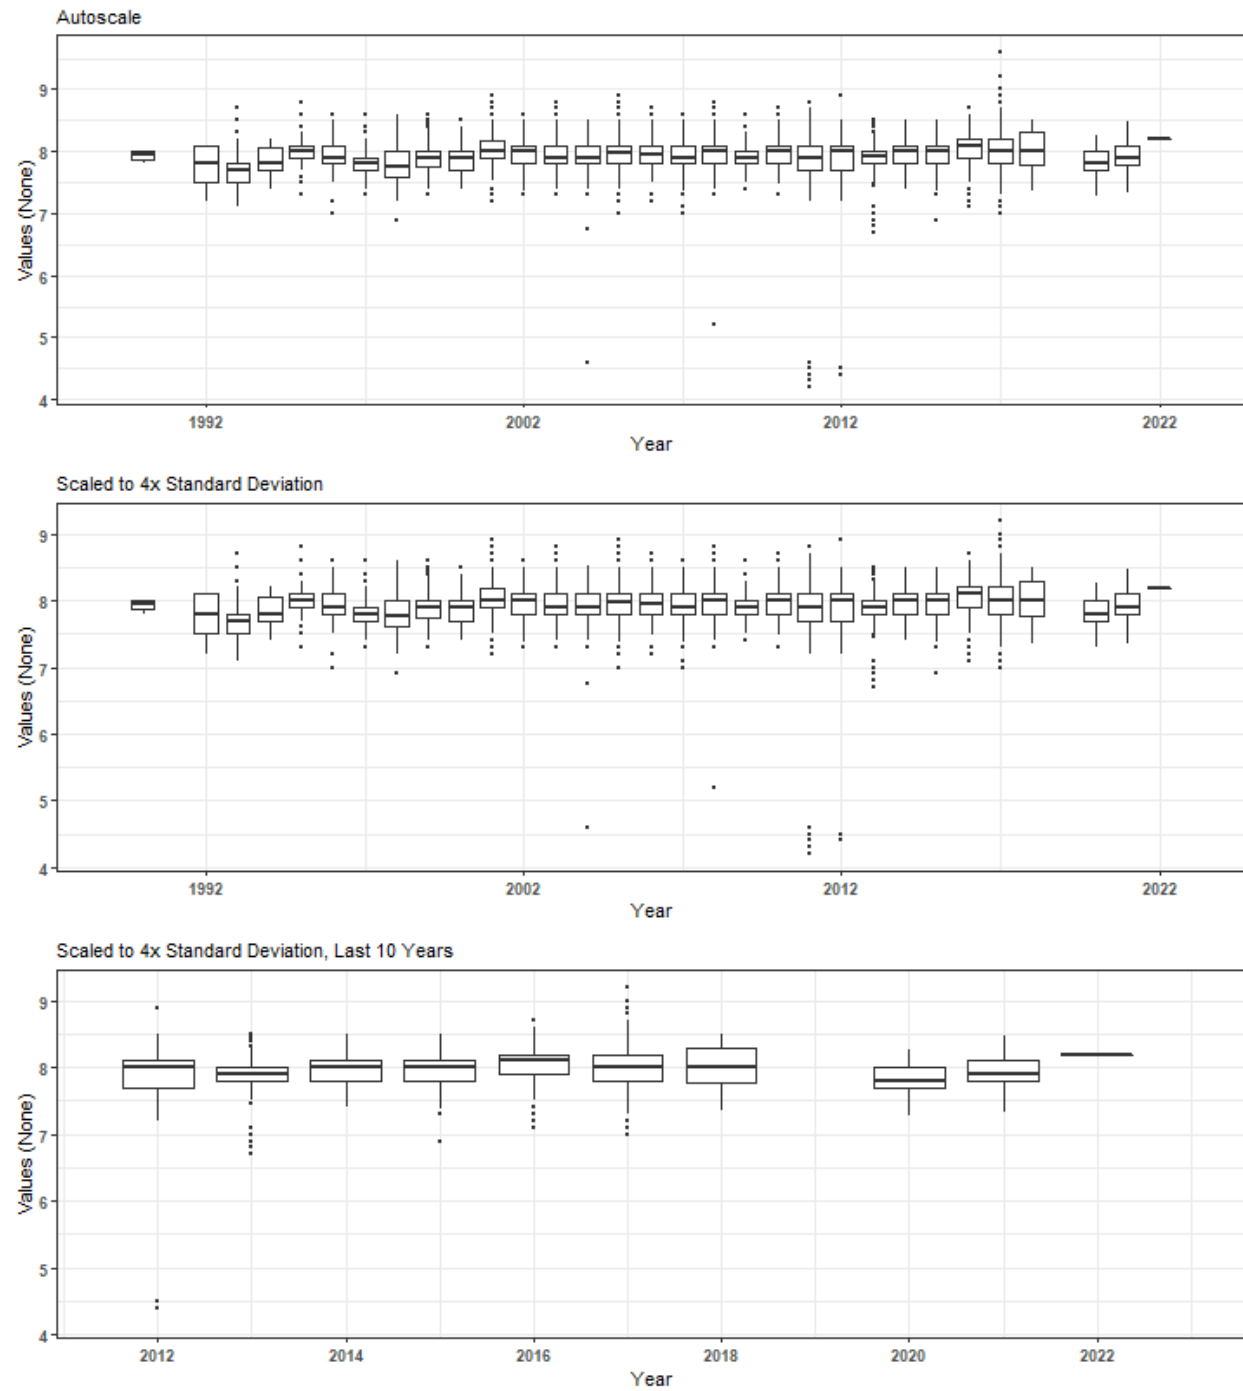 Autoscale
Values (None)
9
8
7
6
5
4
1992 2002 2012 2022
Year
Scaled to 4x Standard Deviation
Values (None)
9
8
7
6
5
4
1992 2002 2012 2022
Year
Scaled to 4x Standard Deviation, Last 10 Years
Values (None)
9
8
7
6
5
4
2012 2014 2016 2018 2020 2022
Year